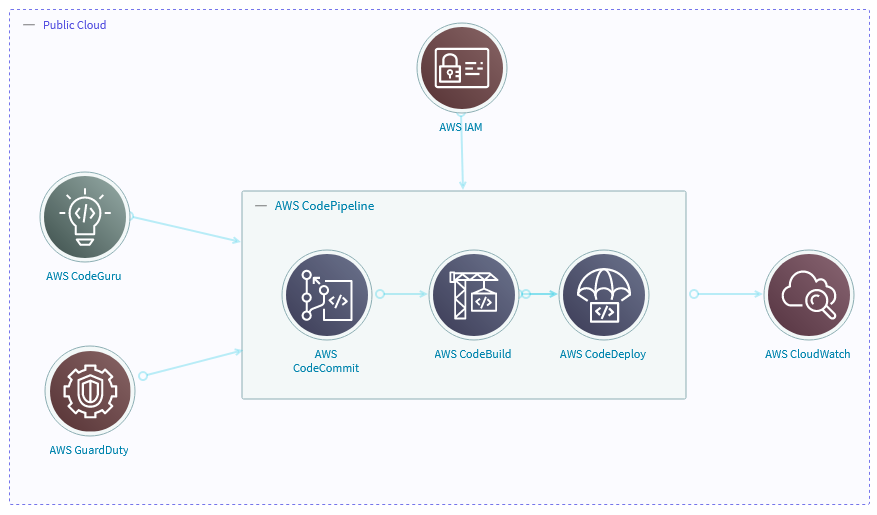 Public Cloud
AWS IAM
AWS CodePipeline
AWS CodeGuru
AWS
CodeCommit
AWS CodeBuild
AWS CodeDeploy
AWS CloudWatch
AWS GuardDuty